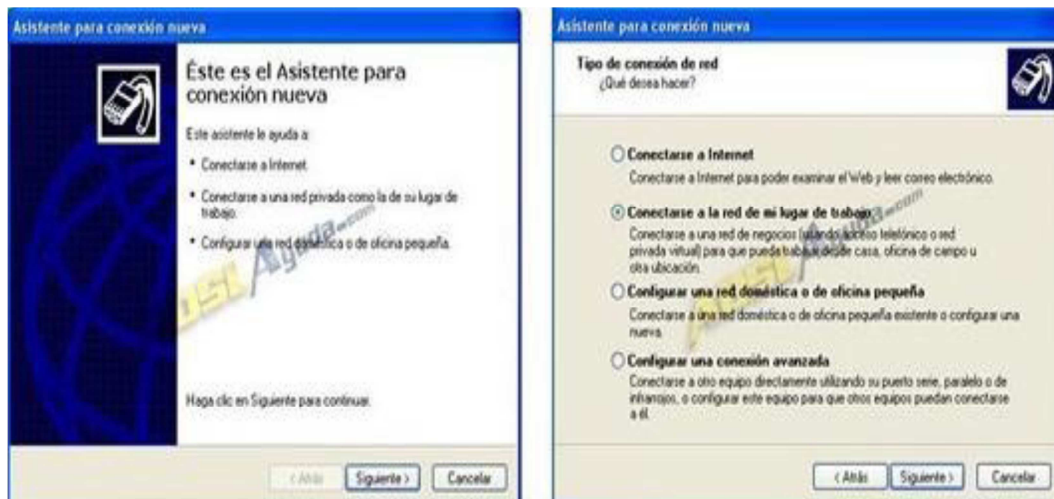 Asistente para conexión nueva
Éste es el Asistente para
conexión nueva
Este asistente le ayuda a:
• Conectarse a Internet.
• Conectarse a una red privada como la de su lugar de
trabajo.
• Configurar una red doméstica o de oficina pequeña.
Haga clic en Siguiente para continuar.
< Atrás
Siguiente >
Cancelar
ADSL Ayuda.com
Asistente para conexión nueva
Tipo de conexión de red
¿Qué desea hacer?
Conectarse a Internet
Conectarse a Internet para poder examinar el Web y leer correo electrónico.
Conectarse a la red de mi lugar de trabajo
Conectarse a una red de negocios (usando acceso telefónico o red
privada virtual) para que pueda trabajar desde casa, oficina de campo u
otra ubicación.
Configurar una red doméstica o de oficina pequeña
Conectarse a una red doméstica o de oficina pequeña existente o configurar una
nueva.
Configurar una conexión avanzada
Conectarse a otro equipo directamente utilizando su puerto serie, paralelo o de
infrarrojos, o configurar este equipo para que otros equipos puedan conectarse
a él.
< Atrás
Siguiente >
Cancelar
ADSL Ayuda.com